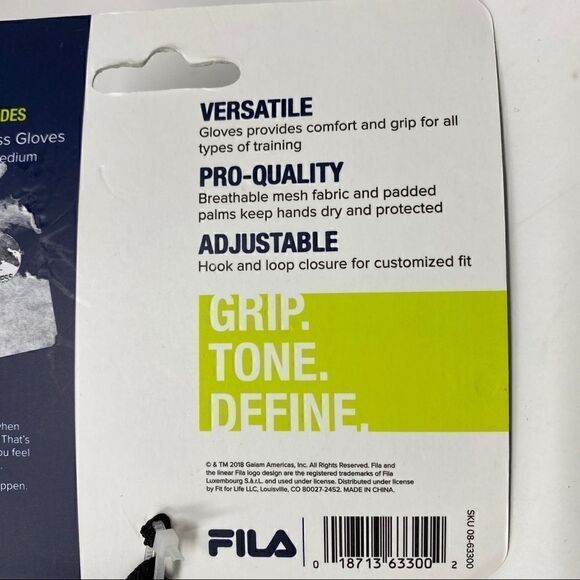 DES
ss Gloves
edium
ESS
when
That's
ou feel
appen.
VERSATILE
Gloves provides comfort and grip for all
types of training
PRO-QUALITY
Breathable mesh fabric and padded
palms keep hands dry and protected
ADJUSTABLE
Hook and loop closure for customized fit
GRIP.
TONE.
DEFINE.
© & TM 2018 Gaiam Americas, Inc. All Rights Reserved. Fila and
the linear Fila logo design are the registered trademarks of Fila
Luxembourg S.à.r.l. and used under license. Distributed under license
by Fit for Life LLC, Louisville, CO 80027-2452. MADE IN CHINA.
FILA
0 18713 63300 2
SKU 08-63300